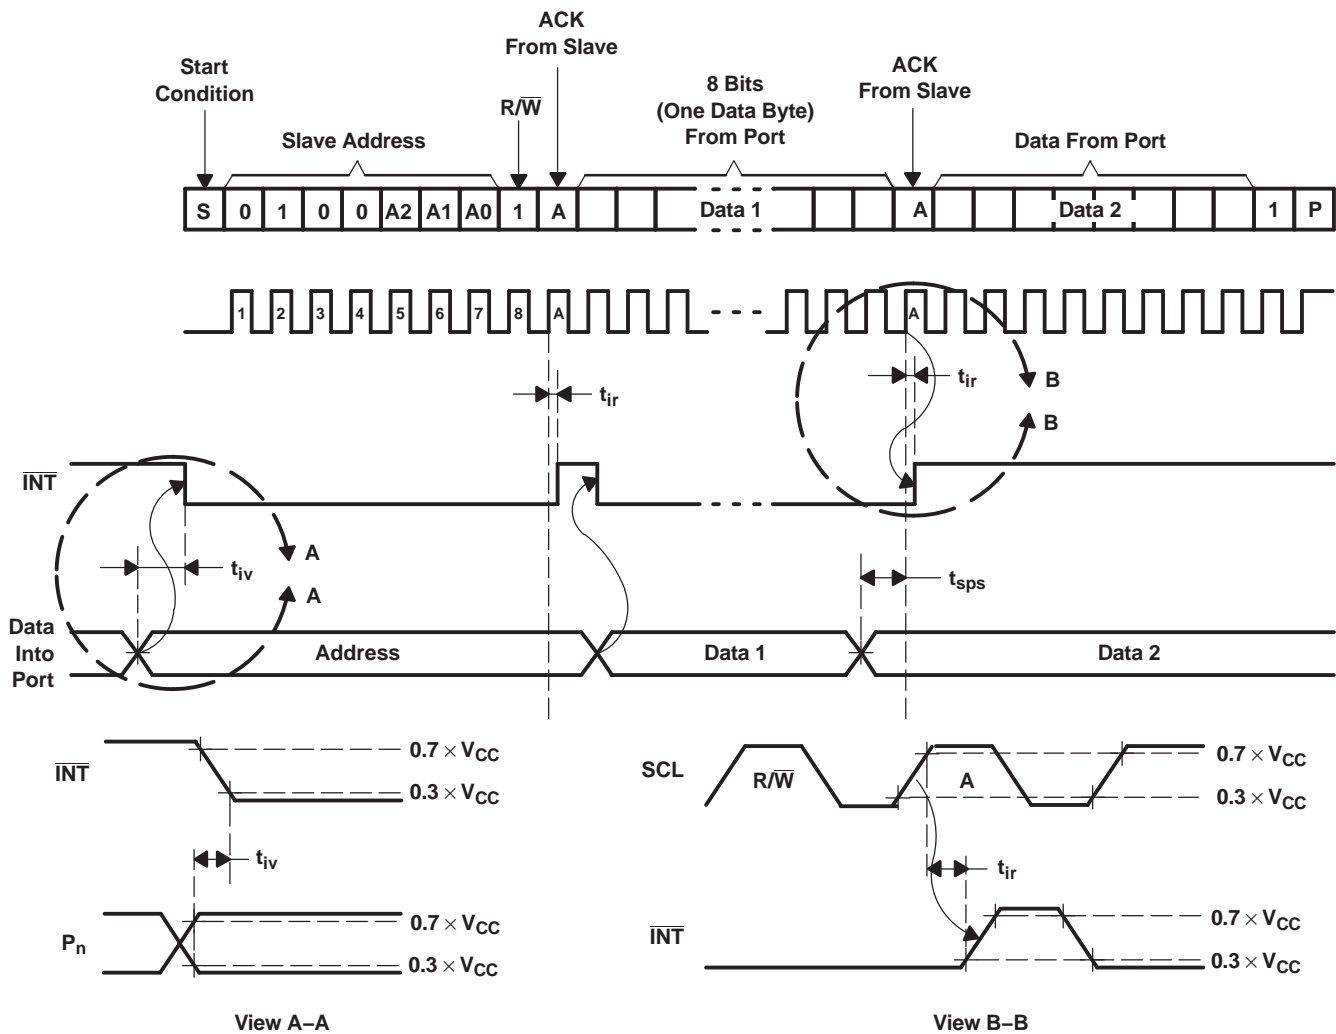 ACK
From Slave
Start
Condition
R/W̅
Slave Address
8 Bits
(One Data Byte)
From Port
ACK
From Slave
Data From Port
S 0 1 0 0 A2 A1 A0 1 A Data 1 A Data 2 1 P
1 2 3 4 5 6 7 8 A A
t_ir
t_ir
B
B
I̅N̅T̅
A
t_iv
A
t_sps
Data
Into
Port
Address
Data 1
Data 2
I̅N̅T̅
0.7 × V_CC
0.3 × V_CC
t_iv
P_n
0.7 × V_CC
0.3 × V_CC
View A–A
SCL
R/W̅
A
0.7 × V_CC
0.3 × V_CC
t_ir
I̅N̅T̅
0.7 × V_CC
0.3 × V_CC
View B–B